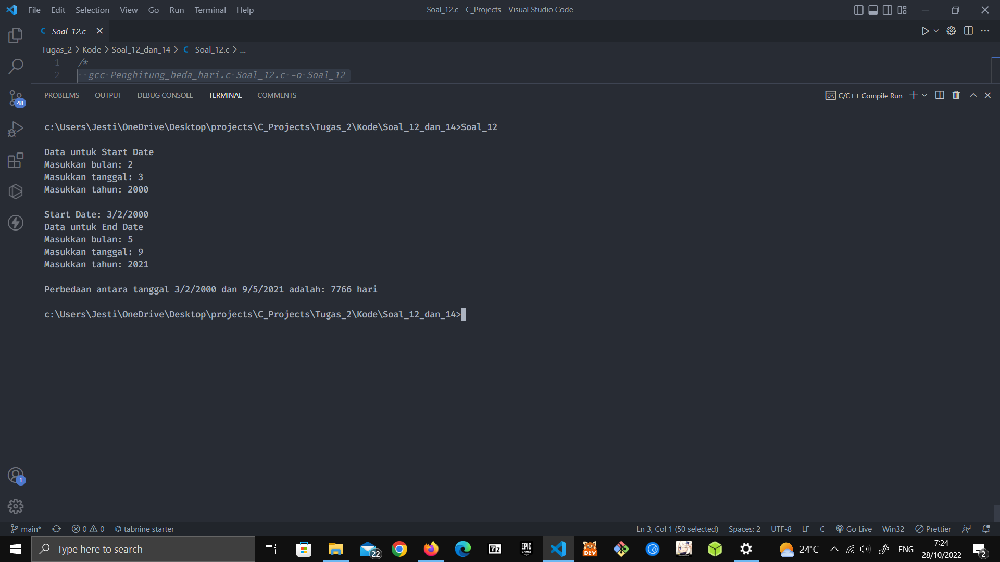 File Edit Selection View Go Run Terminal Help
Soal_12.c - C_Projects - Visual Studio Code
C Soal_12.c
Tugas_2 > Kode > Soal_12_dan_14 > C Soal_12.c > ...
1 /*
2 gcc Penghitung_beda_hari.c Soal_12.c -o Soal_12
48
PROBLEMS OUTPUT DEBUG CONSOLE TERMINAL COMMENTS
C/C++ Compile Run
c:\Users\Jesti\OneDrive\Desktop\projects\C_Projects\Tugas_2\Kode\Soal_12_dan_14>Soal_12
Data untuk Start Date
Masukkan bulan: 2
Masukkan tanggal: 3
Masukkan tahun: 2000
Start Date: 3/2/2000
Data untuk End Date
Masukkan bulan: 5
Masukkan tanggal: 9
Masukkan tahun: 2021
Perbedaan antara tanggal 3/2/2000 dan 9/5/2021 adalah: 7766 hari
c:\Users\Jesti\OneDrive\Desktop\projects\C_Projects\Tugas_2\Kode\Soal_12_dan_14>
1
main* 0 0 tabnine starter
Ln 3, Col 1 (50 selected) Spaces: 2 UTF-8 LF C Go Live Win32 Prettier
Type here to search
22
7z
EPIC GAMES
DEV
24°C
ENG
7:24
28/10/2022
2